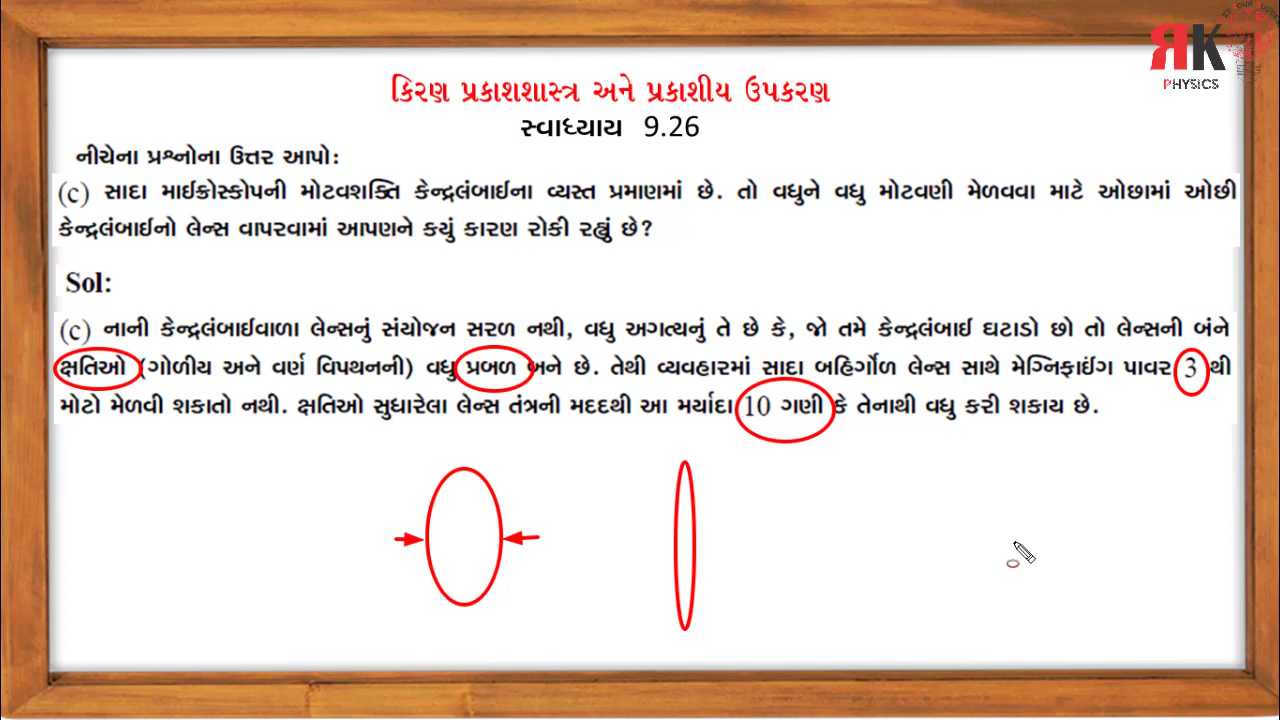 RK
PHYSICS
કિરણ પ્રકાશશાસ્ત્ર અને પ્રકાશીય ઉપકરણ
સ્વાધ્યાય 9.26
નીચેના પ્રશ્નોના ઉત્તર આપો:
(c) સાદા માઈક્રોસ્કોપની મોટવશક્તિ કેન્દ્રલંબાઈના વ્યસ્ત પ્રમાણમાં છે. તો વધુને વધુ મોટવણી મેળવવા માટે ઓછામાં ઓછી
કેન્દ્રલંબાઈનો લેન્સ વાપરવામાં આપણને કયું કારણ રોકી રહ્યું છે?
Sol:
(c) નાની કેન્દ્રલંબાઈવાળા લેન્સનું સંયોજન સરળ નથી, વધુ અગત્યનું તે છે કે, જો તમે કેન્દ્રલંબાઈ ઘટાડો છો તો લેન્સની બંને
ક્ષતિઓ (ગોળીય અને વર્ણ વિપથનની) વધુ પ્રબળ બને છે. તેથી વ્યવહારમાં સાદા બહિર્ગોળ લેન્સ સાથે મેગ્નિફાઈંગ પાવર 3 થી
મોટો મેળવી શકાતો નથી. ક્ષતિઓ સુધારેલા લેન્સ તંત્રની મદદથી આ મર્યાદા 10 ગણી કે તેનાથી વધુ કરી શકાય છે.